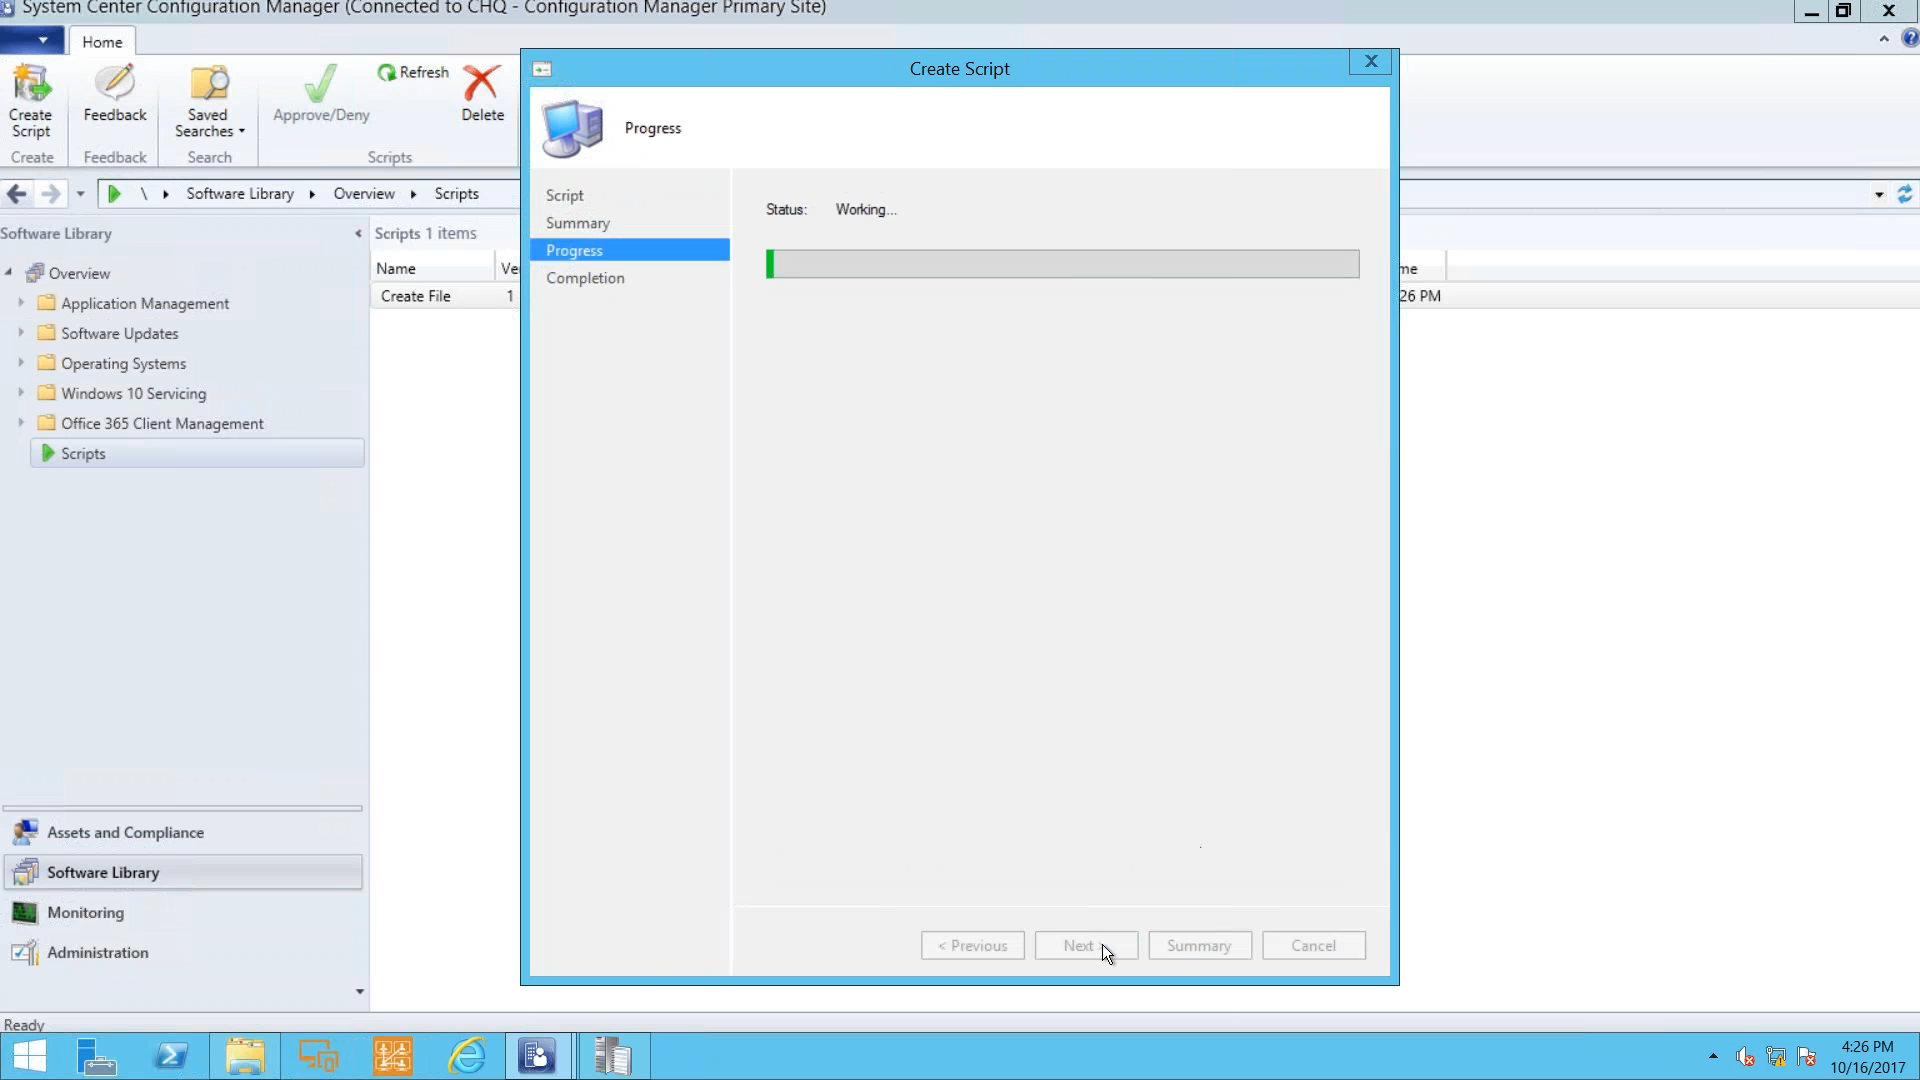 System Center Configuration Manager (Connected to CHQ - Configuration Manager Primary Site)
Home
Create Script
Feedback
Saved Searches
Approve/Deny
Refresh
Delete
Create
Feedback
Search
Scripts
\ Software Library Overview Scripts
Software Library
Overview
Application Management
Software Updates
Operating Systems
Windows 10 Servicing
Office 365 Client Management
Scripts
Assets and Compliance
Software Library
Monitoring
Administration
Ready
Scripts 1 items
Name Ve me
Create File 1 26 PM
Create Script
X
Progress
Script
Summary
Progress
Completion
Status: Working...
< Previous
Next
Summary
Cancel
4:26 PM
10/16/2017